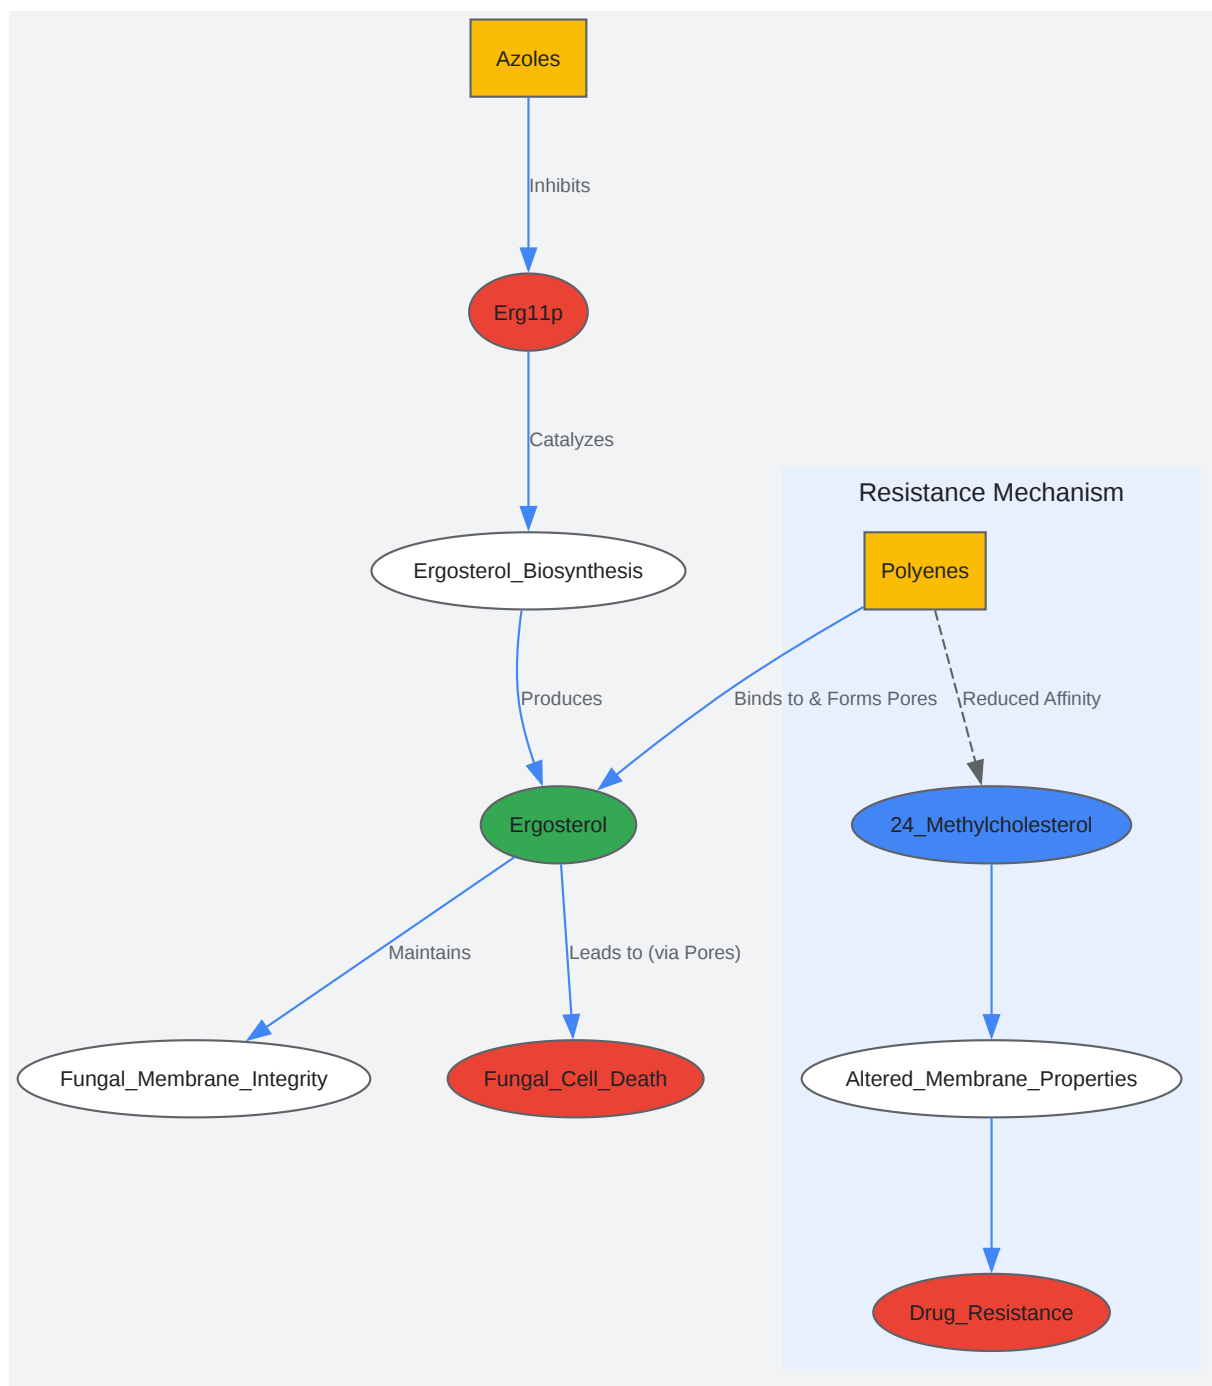 Azoles
Inhibits
Erg11p
Catalyzes
Resistance Mechanism
Ergosterol_Biosynthesis
Polyenes
Produces
Binds to & Forms Pores
Reduced Affinity
Ergosterol
24_Methylcholesterol
Maintains
Leads to (via Pores)
Fungal_Membrane_Integrity
Fungal_Cell_Death
Altered_Membrane_Properties
Drug_Resistance